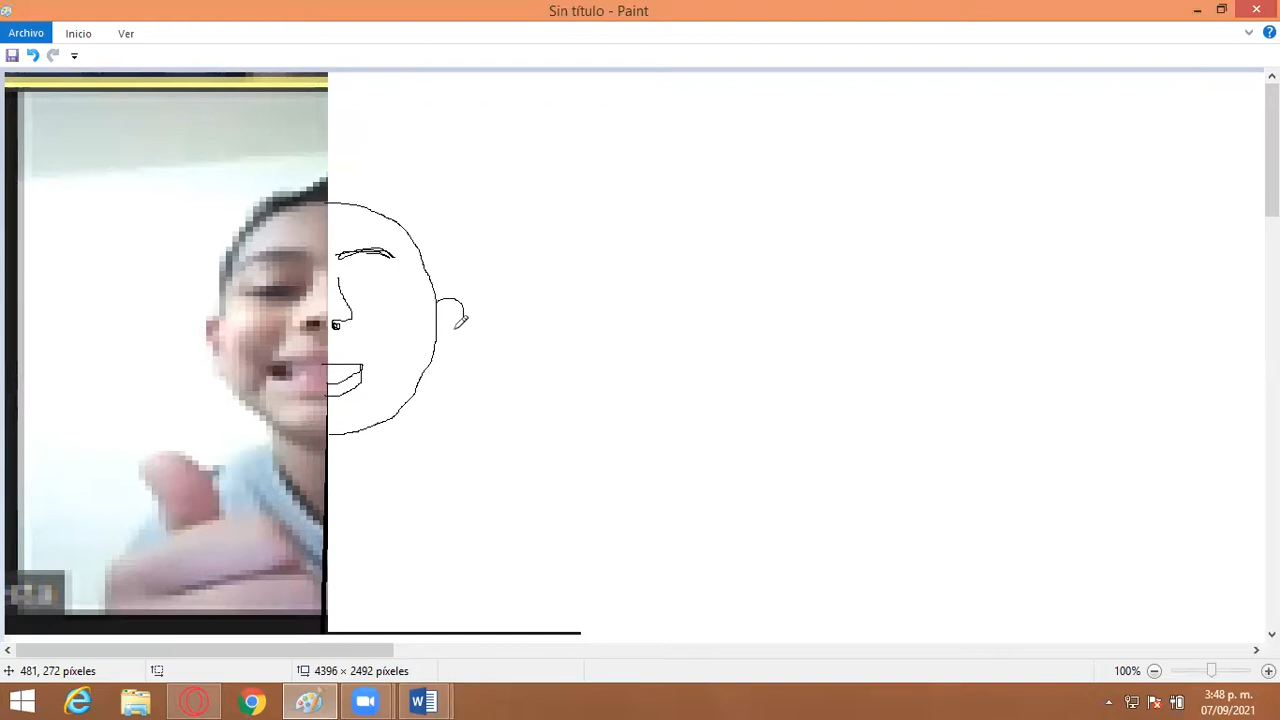 Sin título - Paint
Archivo Inicio Ver
481, 272 píxeles 4396 × 2492 píxeles 100%
3:48 p. m.
07/09/2021